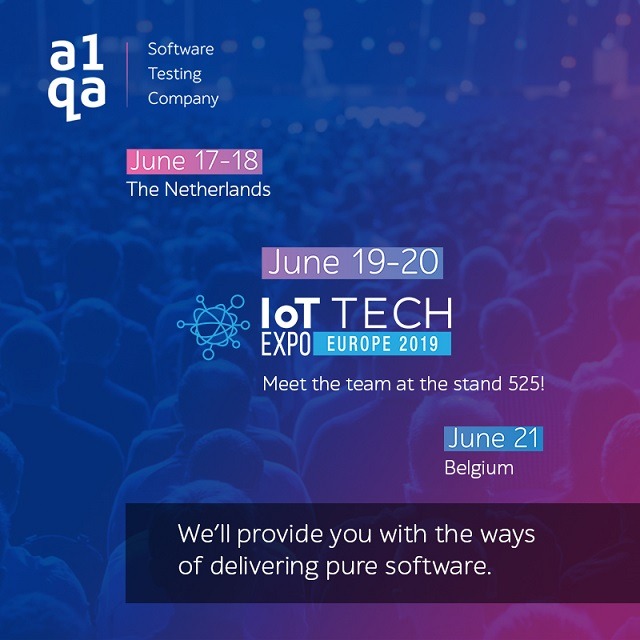 a1
qa
Software
Testing
Company
June 17-18
The Netherlands
June 19-20
IoT TECH
EXPO EUROPE 2019
Meet the team at the stand 525!
June 21
Belgium
We'll provide you with the ways
of delivering pure software.